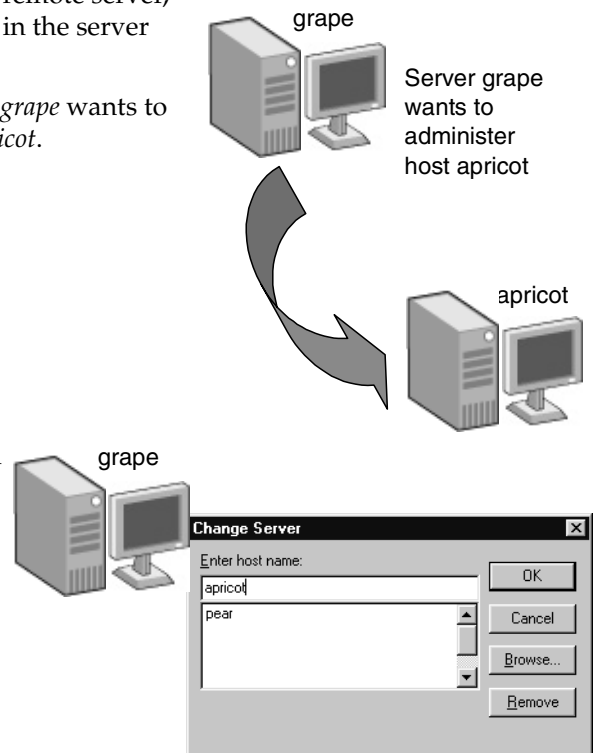 remote server,
in the server
grape wants to
icot.
grape
Server grape
wants to
administer
host apricot
apricot
grape
Change Server
Enter host name:
apricot
pear
OK
Cancel
Browse...
Remove